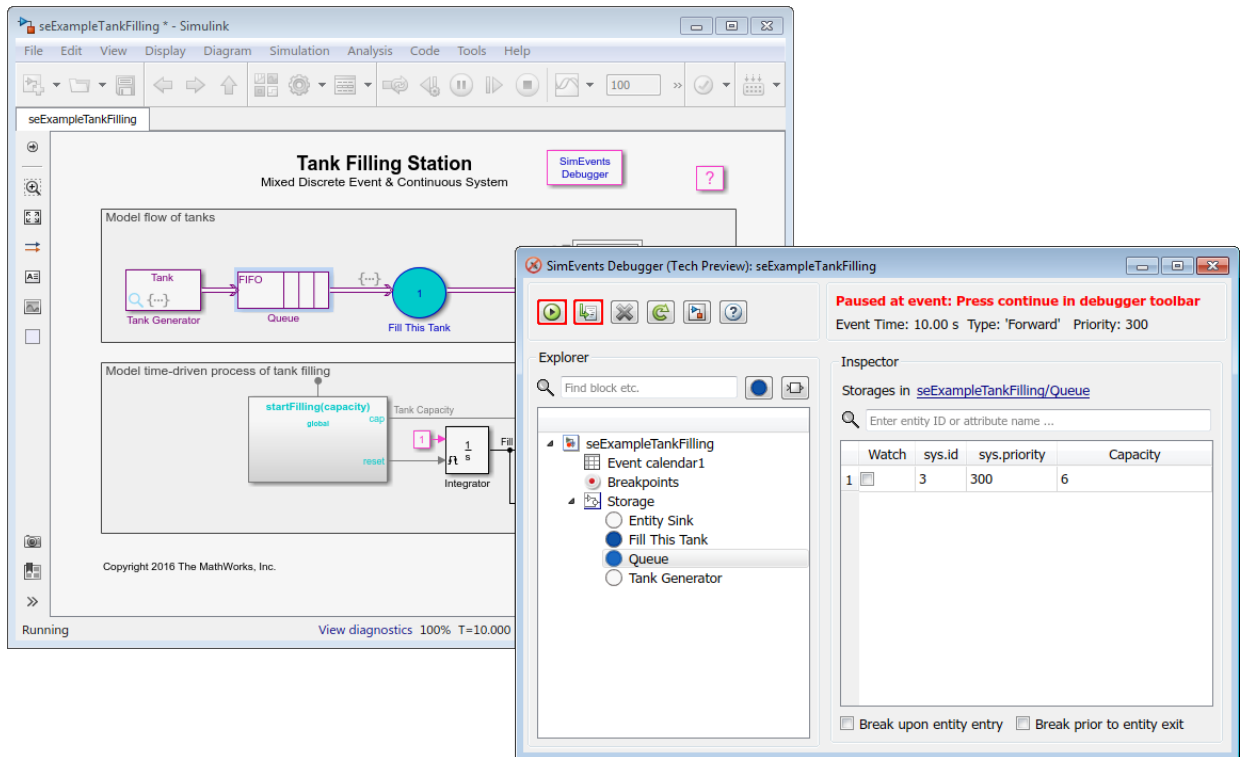 seExampleTankFilling * - Simulink
File Edit View Display Diagram Simulation Analysis Code Tools Help
100 »
seExampleTankFilling
Tank Filling Station
Mixed Discrete Event & Continuous System
SimEvents
Debugger
?
Model flow of tanks
Tank
{···}
Tank Generator
FIFO
Queue
{···}
1
Fill This Tank
Model time-driven process of tank filling
startFilling(capacity)
global
cap
reset
Tank Capacity
1
1
s
Integrator
Fill
Copyright 2016 The MathWorks, Inc.
Running View diagnostics 100% T=10.000
SimEvents Debugger (Tech Preview): seExampleTankFilling
Paused at event: Press continue in debugger toolbar
Event Time: 10.00 s Type: 'Forward' Priority: 300
Explorer
Find block etc.
seExampleTankFilling
Event calendar1
Breakpoints
Storage
Entity Sink
Fill This Tank
Queue
Tank Generator
Inspector
Storages in seExampleTankFilling/Queue
Enter entity ID or attribute name ...
Watch sys.id sys.priority Capacity
1 3 300 6
Break upon entity entry Break prior to entity exit